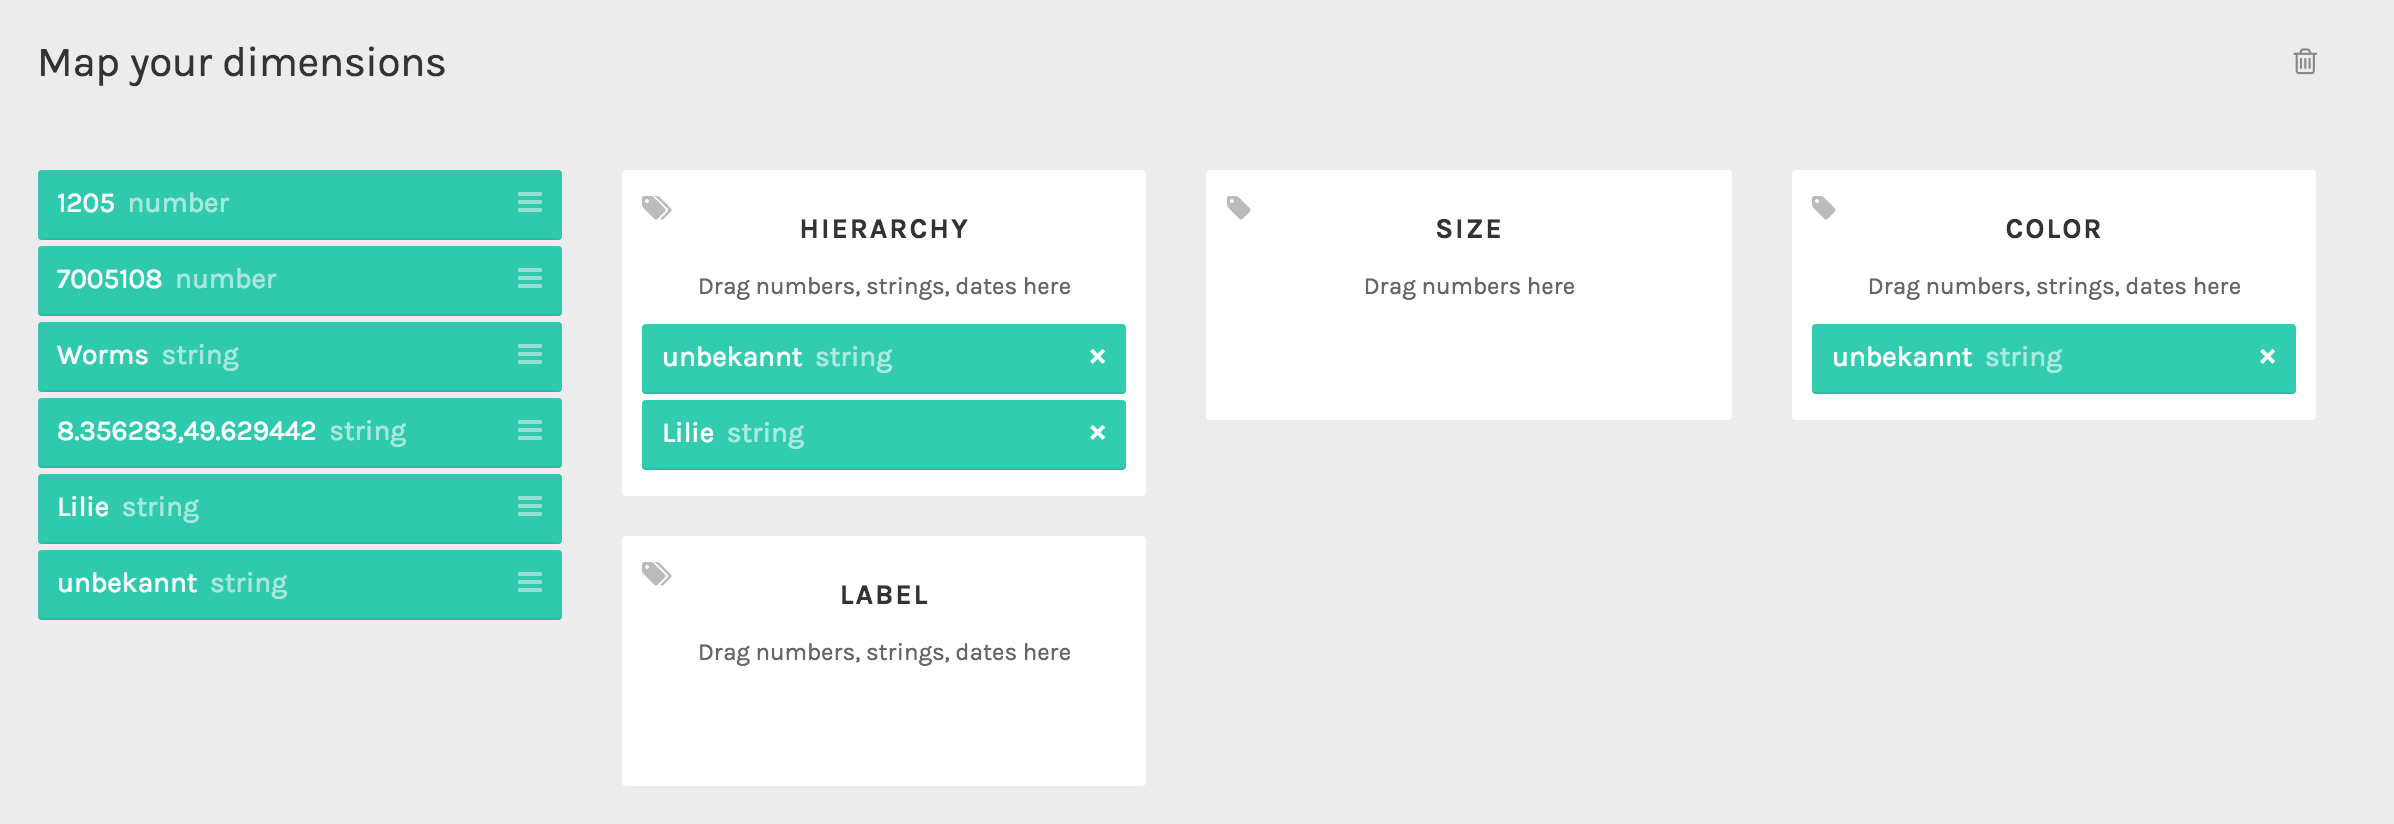 Map your dimensions
1205 number
7005108 number
Worms string
8.356283,49.629442 string
Lilie string
unbekannt string
HIERARCHY
Drag numbers, strings, dates here
unbekannt string
Lilie string
LABEL
Drag numbers, strings, dates here
SIZE
Drag numbers here
COLOR
Drag numbers, strings, dates here
unbekannt string